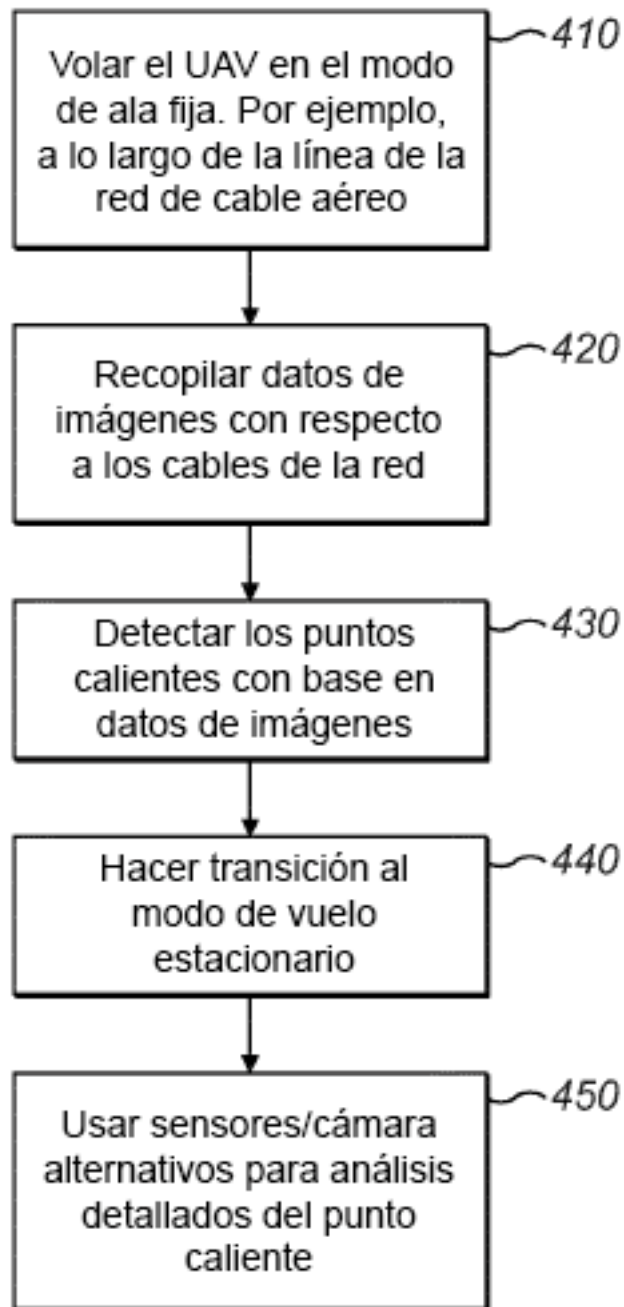 Volar el UAV en el modo
de ala fija. Por ejemplo,
a lo largo de la línea de la
red de cable aéreo
410
Recopilar datos de
imágenes con respecto
a los cables de la red
420
Detectar los puntos
calientes con base en
datos de imágenes
430
Hacer transición al
modo de vuelo
estacionario
440
Usar sensores/cámara
alternativos para análisis
detallados del punto
caliente
450